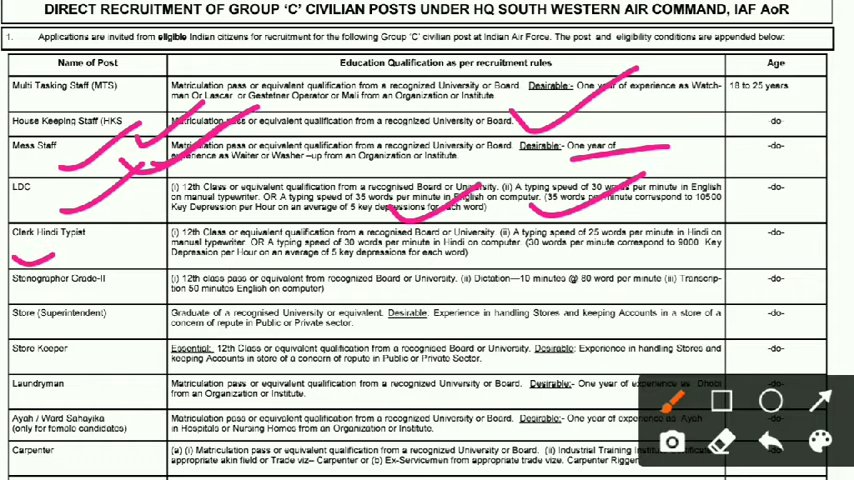 DIRECT RECRUITMENT OF GROUP 'C' CIVILIAN POSTS UNDER HQ SOUTH WESTERN AIR COMMAND, IAF AoR
1. Applications are invited from eligible Indian citizens for recruitment for the following Group 'C' civilian post at Indian Air Force. The post and eligibility conditions are appended below:
Name of Post Education Qualification as per recruitment rules Age
Multi Tasking Staff (MTS) Matriculation pass or equivalent qualification from a recognized University or Board. Desirable:- One year of experience as Watch- 18 to 25 years
man Or Lascar or Gestetner Operator or Mali from an Organization or Institute.
House Keeping Staff (HKS Matriculation pass or equivalent qualification from a recognized University or Board. -do-
Mess Staff Matriculation pass or equivalent qualification from a recognized University or Board. Desirable:- One year of -do-
experience as Waiter or Washer –up from an Organization or Institute.
LDC (i) 12th Class or equivalent qualification from a recognised Board or University. (ii) A typing speed of 30 words per minute in English -do-
on manual typewriter. OR A typing speed of 35 words per minute in English on computer. (35 words per minute correspond to 10500
Key Depression per Hour on an average of 5 key depressions for each word)
Clerk Hindi Typist (i) 12th Class or equivalent qualification from a recognised Board or University. (ii) A typing speed of 25 words per minute in Hindi on -do-
manual typewriter. OR A typing speed of 30 words per minute in Hindi on computer. (30 words per minute correspond to 9000 Key
Depression per Hour on an average of 5 key depressions for each word)
Stenographer Grade-II (i) 12th class pass or equivalent from recognized Board or University. (ii) Dictation—10 minutes @ 80 word per minute (iii) Transcrip- -do-
tion 50 minutes English on computer)
Store (Superintendent) Graduate of a recognised University or equivalent. Desirable: Experience in handling Stores and keeping Accounts in a store of a -do-
concern of repute in Public or Private sector.
Store Keeper Essential: 12th Class or equivalent qualification from a recognized Board or University. Desirable: Experience in handling Stores and -do-
keeping Accounts in store of a concern of repute in Public or Private Sector.
Laundryman Matriculation pass or equivalent qualification from a recognized University or Board. Desirable:- One year of experience as Dhobi -do-
from an Organization or Institute.
Ayah / Ward Sahayika Matriculation pass or equivalent qualification from a recognized University or Board. Desirable:- One year of experience as Ayah -do-
(only for female candidates) in Hospitals or Nursing Homes from an Organization or Institute.
Carpenter (a) (i) Matriculation pass or equivalent qualification from a recognized University or Board. (ii) Industrial Training -do-
appropriate akin field or Trade viz– Carpenter or (b) Ex-Servicemen from appropriate trade vize. Carpenter Rigger